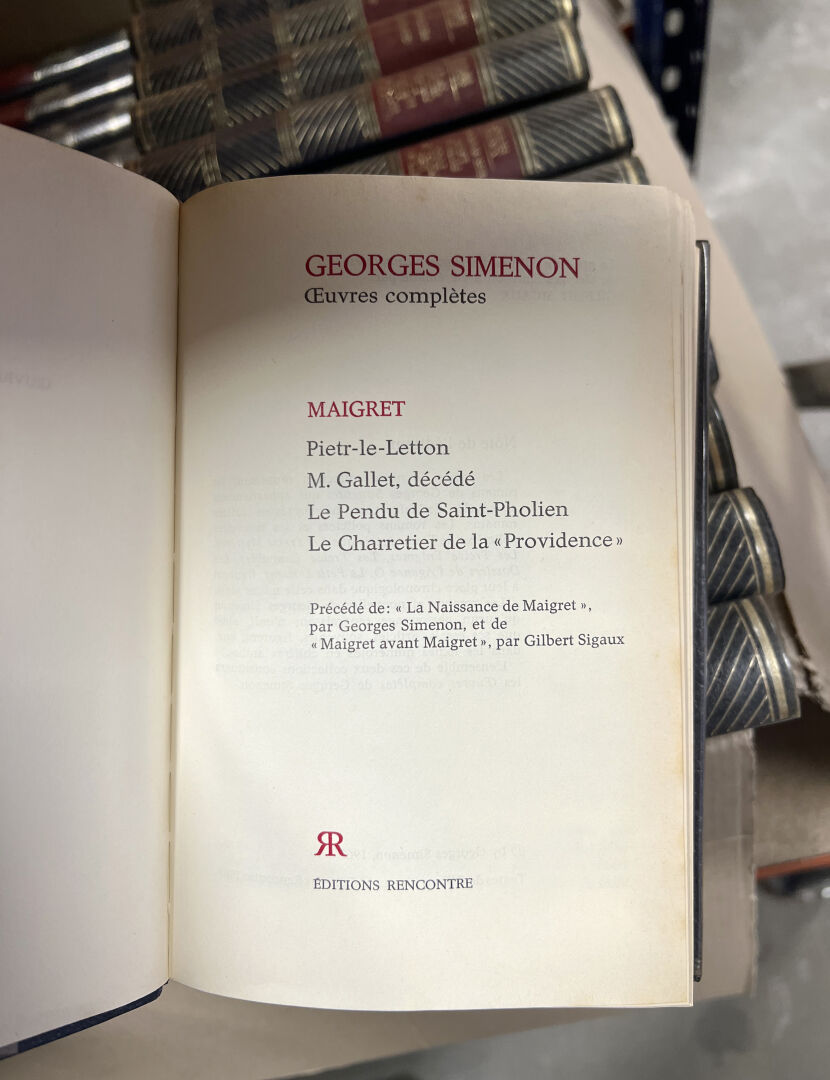 GEORGES SIMENON
Œuvres complètes
MAIGRET
Pietr-le-Letton
M. Gallet, décédé
Le Pendu de Saint-Pholien
Le Charretier de la « Providence »
Précédé de : « La Naissance de Maigret »,
par Georges Simenon, et de
« Maigret avant Maigret », par Gilbert Sigaux
RR
ÉDITIONS RENCONTRE